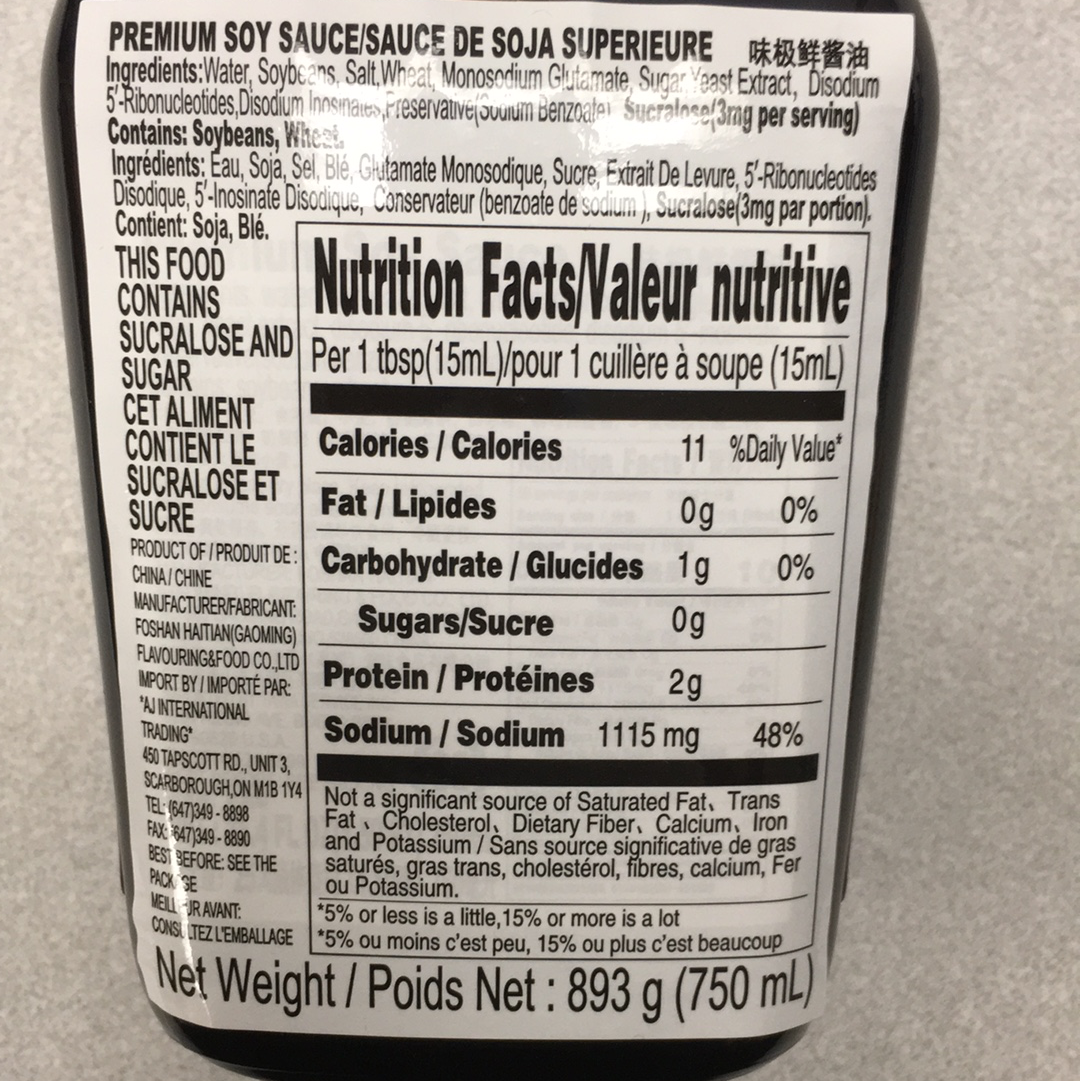 PREMIUM SOY SAUCE/SAUCE DE SOJA SUPERIEURE 味极鲜酱油
Ingredients:Water, Soybeans, Salt,Wheat, Monosodium Glutamate, Sugar, Yeast Extract, Disodium
5'-Ribonucleotides,Disodium Inosinates,Preservative(Sodium Benzoate) Sucralose(3mg per serving)
Contains: Soybeans, Wheat.
Ingrédients: Eau, Soja, Sel, Blé, Glutamate Monosodique, Sucre, Extrait De Levure, 5'-Ribonucleotides
Disodique, 5'-Inosinate Disodique, Conservateur (benzoate de sodium ), Sucralose(3mg par portion).
Contient: Soja, Blé.
THIS FOOD
CONTAINS
SUCRALOSE AND
SUGAR
CET ALIMENT
CONTIENT LE
SUCRALOSE ET
SUCRE
PRODUCT OF / PRODUIT DE :
CHINA / CHINE
MANUFACTURER/FABRICANT:
FOSHAN HAITIAN(GAOMING)
FLAVOURING&FOOD CO.,LTD
IMPORT BY / IMPORTÉ PAR:
*AJ INTERNATIONAL
TRADING*
450 TAPSCOTT RD., UNIT 3,
SCARBOROUGH,ON M1B 1Y4
TEL: (647)349 - 8898
FAX: (647)349 - 8890
BEST BEFORE: SEE THE
PACKAGE
MEILLEUR AVANT:
CONSULTEZ L'EMBALLAGE
Nutrition Facts/Valeur nutritive
Per 1 tbsp(15mL)/pour 1 cuillère à soupe (15mL)
Calories / Calories 11 %Daily Value*
Fat / Lipides 0g 0%
Carbohydrate / Glucides 1g 0%
Sugars/Sucre 0g
Protein / Protéines 2g
Sodium / Sodium 1115 mg 48%
Not a significant source of Saturated Fat、Trans
Fat、Cholesterol、Dietary Fiber、Calcium、Iron
and Potassium / Sans source significative de gras
saturés, gras trans, cholestérol, fibres, calcium, Fer
ou Potassium.
*5% or less is a little,15% or more is a lot
*5% ou moins c'est peu, 15% ou plus c'est beaucoup
Net Weight / Poids Net : 893 g (750 mL)